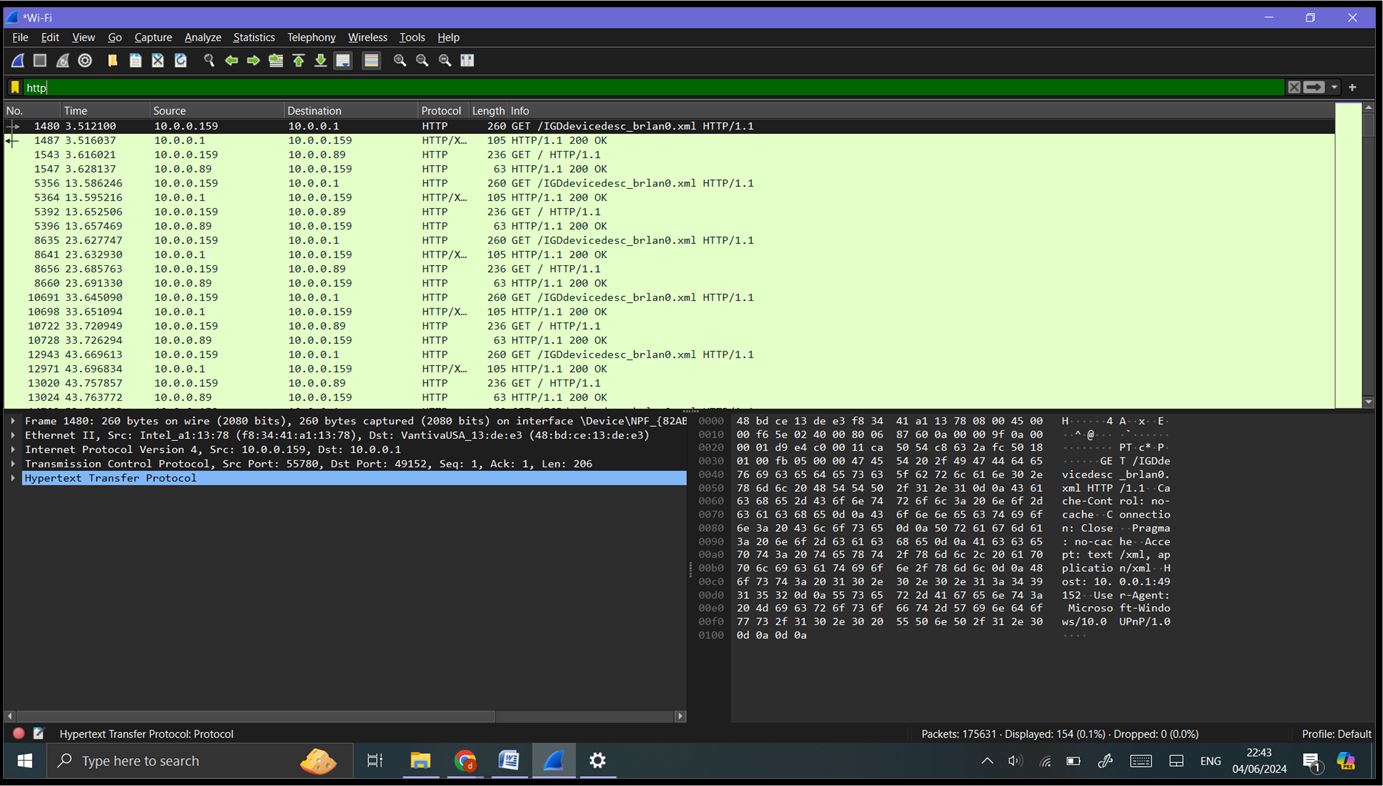 *Wi-Fi
File Edit View Go Capture Analyze Statistics Telephony Wireless Tools Help
http
No. Time Source Destination Protocol Length Info
1480 3.512100 10.0.0.159 10.0.0.1 HTTP 260 GET /IGDdevicedesc_brlan0.xml HTTP/1.1
1487 3.516037 10.0.0.1 10.0.0.159 HTTP/X… 105 HTTP/1.1 200 OK
1543 3.616021 10.0.0.159 10.0.0.89 HTTP 236 GET / HTTP/1.1
1547 3.628137 10.0.0.89 10.0.0.159 HTTP 63 HTTP/1.1 200 OK
5356 13.586246 10.0.0.159 10.0.0.1 HTTP 260 GET /IGDdevicedesc_brlan0.xml HTTP/1.1
5364 13.595216 10.0.0.1 10.0.0.159 HTTP/X… 105 HTTP/1.1 200 OK
5392 13.652506 10.0.0.159 10.0.0.89 HTTP 236 GET / HTTP/1.1
5396 13.657469 10.0.0.89 10.0.0.159 HTTP 63 HTTP/1.1 200 OK
8635 23.627747 10.0.0.159 10.0.0.1 HTTP 260 GET /IGDdevicedesc_brlan0.xml HTTP/1.1
8641 23.632930 10.0.0.1 10.0.0.159 HTTP/X… 105 HTTP/1.1 200 OK
8656 23.685763 10.0.0.159 10.0.0.89 HTTP 236 GET / HTTP/1.1
8660 23.691330 10.0.0.89 10.0.0.159 HTTP 63 HTTP/1.1 200 OK
10691 33.645090 10.0.0.159 10.0.0.1 HTTP 260 GET /IGDdevicedesc_brlan0.xml HTTP/1.1
10698 33.651094 10.0.0.1 10.0.0.159 HTTP/X… 105 HTTP/1.1 200 OK
10722 33.720949 10.0.0.159 10.0.0.89 HTTP 236 GET / HTTP/1.1
10728 33.726294 10.0.0.89 10.0.0.159 HTTP 63 HTTP/1.1 200 OK
12943 43.669613 10.0.0.159 10.0.0.1 HTTP 260 GET /IGDdevicedesc_brlan0.xml HTTP/1.1
12971 43.696834 10.0.0.1 10.0.0.159 HTTP/X… 105 HTTP/1.1 200 OK
13020 43.757857 10.0.0.159 10.0.0.89 HTTP 236 GET / HTTP/1.1
13024 43.763772 10.0.0.89 10.0.0.159 HTTP 63 HTTP/1.1 200 OK
Frame 1480: 260 bytes on wire (2080 bits), 260 bytes captured (2080 bits) on interface \Device\NPF_{82AB
Ethernet II, Src: Intel_a1:13:78 (f8:34:41:a1:13:78), Dst: VantivaUSA_13:de:e3 (48:bd:ce:13:de:e3)
Internet Protocol Version 4, Src: 10.0.0.159, Dst: 10.0.0.1
Transmission Control Protocol, Src Port: 55780, Dst Port: 49152, Seq: 1, Ack: 1, Len: 206
Hypertext Transfer Protocol
0000 48 bd ce 13 de e3 f8 34 41 a1 13 78 08 00 45 00 H······4 A··x··E·
0010 00 f6 5e 02 40 00 80 06 87 60 0a 00 00 9f 0a 00 ··^·@··· ·`······
0020 00 01 d9 e4 c0 00 11 ca 50 54 c8 63 2a fc 50 18 ········ PT·c*·P·
0030 01 00 fb 05 00 00 47 45 54 20 2f 49 47 44 64 65 ······GE T /IGDde
0040 76 69 63 65 64 65 73 63 5f 62 72 6c 61 6e 30 2e vicedesc _brlan0.
0050 78 6d 6c 20 48 54 54 50 2f 31 2e 31 0d 0a 43 61 xml HTTP /1.1··Ca
0060 63 68 65 2d 43 6f 6e 74 72 6f 6c 3a 20 6e 6f 2d che-Cont rol: no-
0070 63 61 63 68 65 0d 0a 43 6f 6e 6e 65 63 74 69 6f cache··C onnectio
0080 6e 3a 20 43 6c 6f 73 65 0d 0a 50 72 61 67 6d 61 n: Close ··Pragma
0090 3a 20 6e 6f 2d 63 61 63 68 65 0d 0a 41 63 63 65 : no-cac he··Acce
00a0 70 74 3a 20 74 65 78 74 2f 78 6d 6c 2c 20 61 70 pt: text /xml, ap
00b0 70 6c 69 63 61 74 69 6f 6e 2f 78 6d 6c 0d 0a 48 plicatio n/xml··H
00c0 6f 73 74 3a 20 31 30 2e 30 2e 30 2e 31 3a 34 39 ost: 10. 0.0.1:49
00d0 31 35 32 0d 0a 55 73 65 72 2d 41 67 65 6e 74 3a 152··Use r-Agent:
00e0 20 4d 69 63 72 6f 73 6f 66 74 2d 57 69 6e 64 6f Microso ft-Windo
00f0 77 73 2f 31 30 2e 30 20 55 50 6e 50 2f 31 2e 30 ws/10.0 UPnP/1.0
0100 0d 0a 0d 0a ····
Hypertext Transfer Protocol: Protocol Packets: 175631 · Displayed: 154 (0.1%) · Dropped: 0 (0.0%) Profile: Default
Type here to search
ENG
22:43
04/06/2024
1
PRE